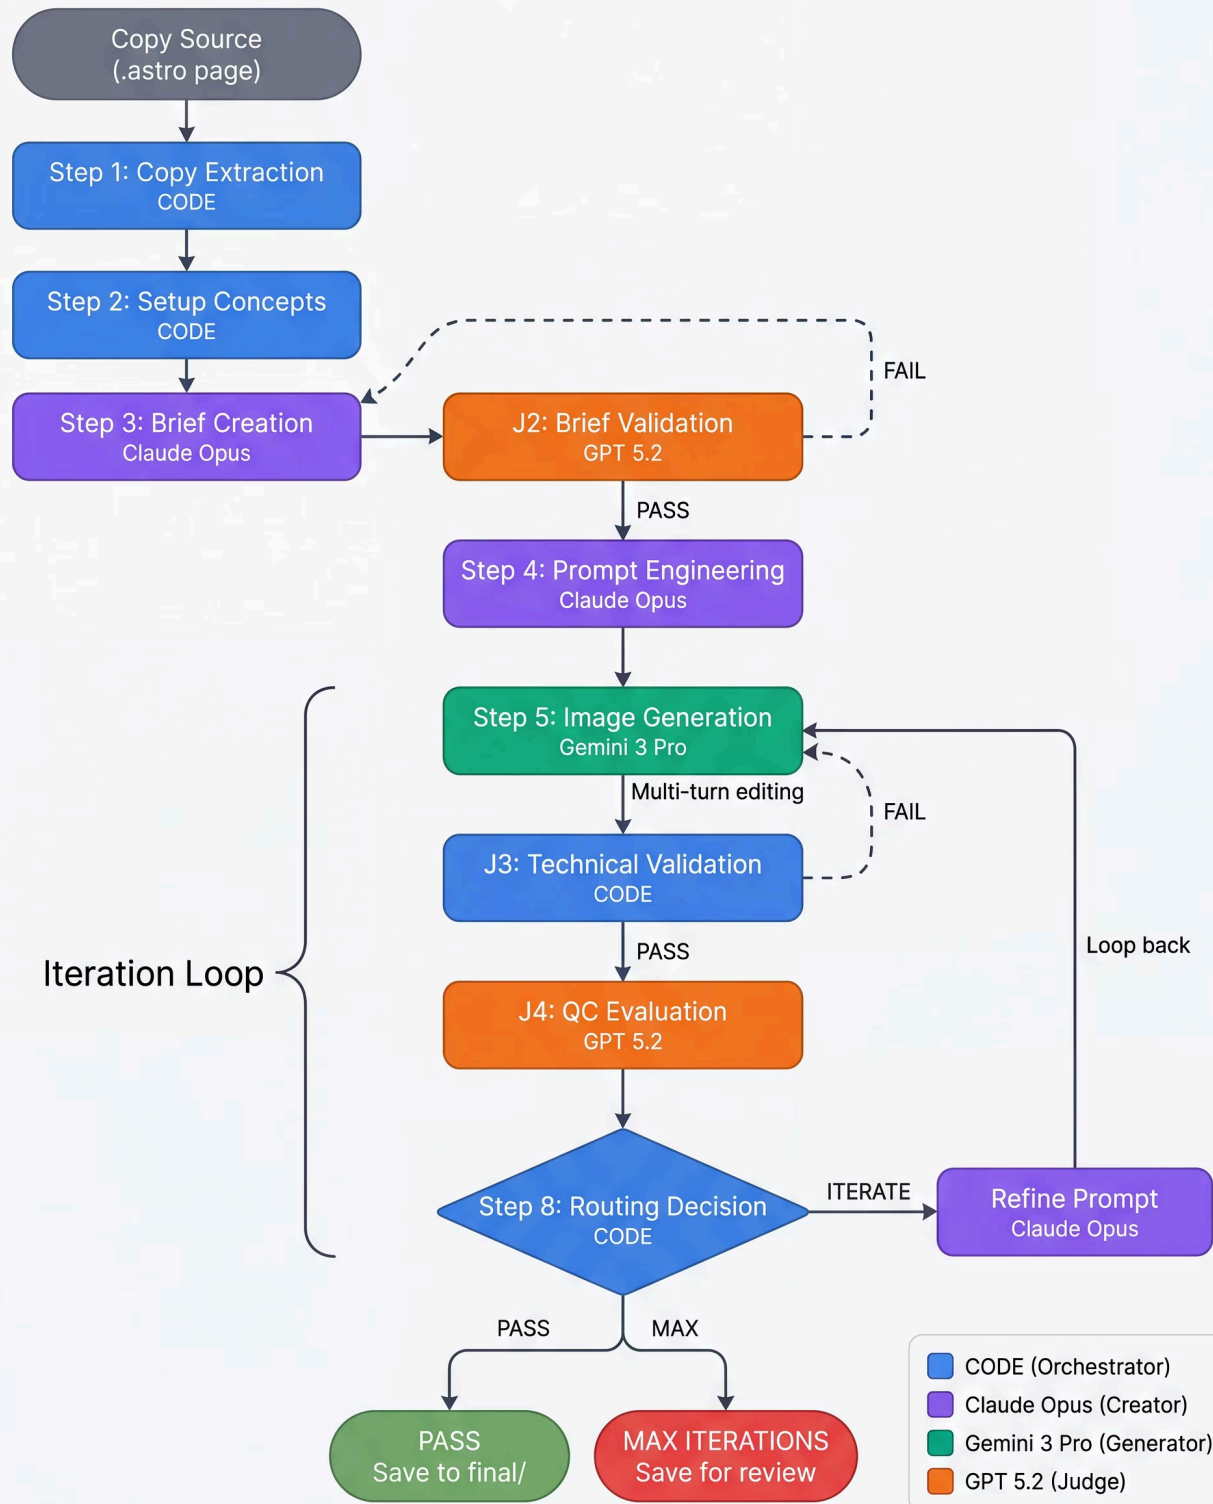 Copy Source
(.astro page)
Step 1: Copy Extraction
CODE
Step 2: Setup Concepts
CODE
FAIL
Step 3: Brief Creation
Claude Opus
J2: Brief Validation
GPT 5.2
PASS
Step 4: Prompt Engineering
Claude Opus
Step 5: Image Generation
Gemini 3 Pro
Multi-turn editing
FAIL
J3: Technical Validation
CODE
PASS
Loop back
Iteration Loop
J4: QC Evaluation
GPT 5.2
Step 8: Routing Decision
CODE
ITERATE
Refine Prompt
Claude Opus
PASS
MAX
PASS
Save to final/
MAX ITERATIONS
Save for review
CODE (Orchestrator)
Claude Opus (Creator)
Gemini 3 Pro (Generator)
GPT 5.2 (Judge)